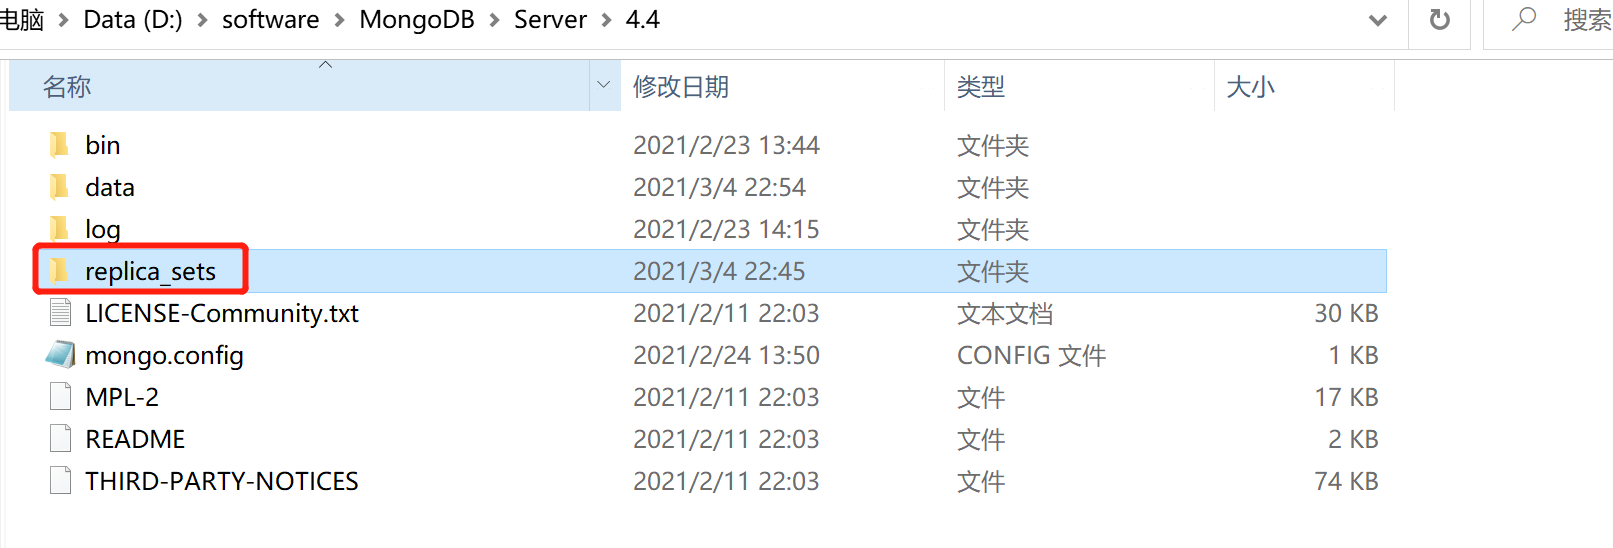 电脑 > Data (D:) > software > MongoDB > Server > 4.4 搜索
名称 修改日期 类型 大小
bin 2021/2/23 13:44 文件夹
data 2021/3/4 22:54 文件夹
log 2021/2/23 14:15 文件夹
replica_sets 2021/3/4 22:45 文件夹
LICENSE-Community.txt 2021/2/11 22:03 文本文档 30 KB
mongo.config 2021/2/24 13:50 CONFIG 文件 1 KB
MPL-2 2021/2/11 22:03 文件 17 KB
README 2021/2/11 22:03 文件 2 KB
THIRD-PARTY-NOTICES 2021/2/11 22:03 文件 74 KB